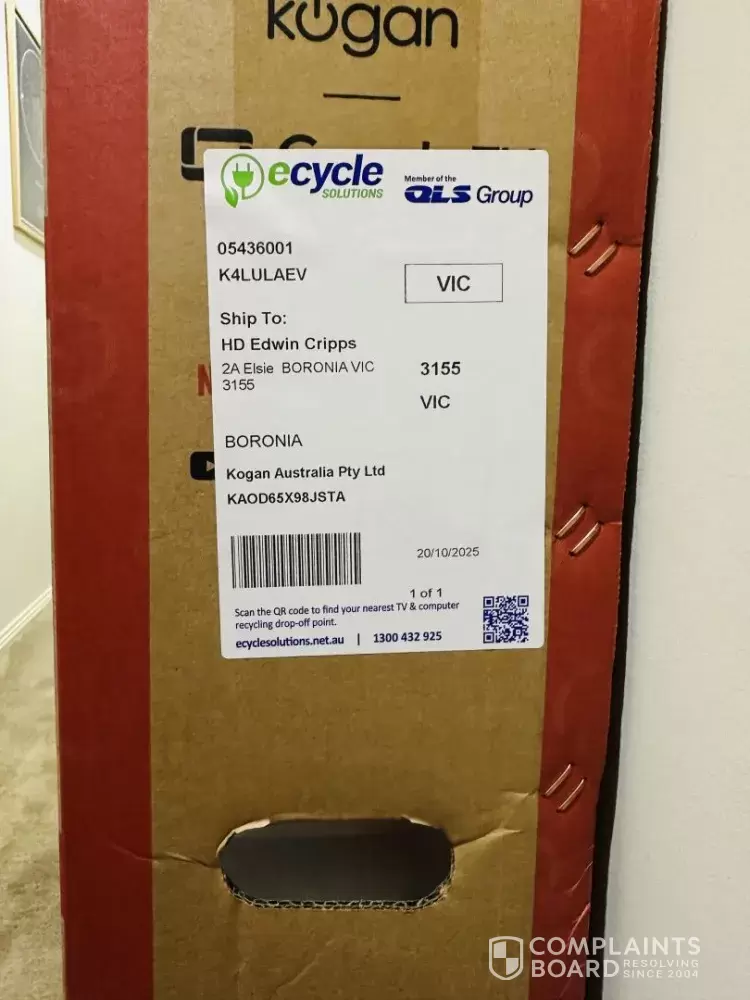 kogan
ecycle
SOLUTIONS
Member of the
QLS Group
05436001
K4LULAEV
VIC
Ship To:
HD Edwin Cripps
2A Elsie BORONIA VIC
3155
3155
VIC
BORONIA
Kogan Australia Pty Ltd
KAOD65X98JSTA
20/10/2025
1 of 1
Scan the QR code to find your nearest TV & computer
recycling drop-off point.
ecyclesolutions.net.au | 1300 432 925
COMPLAINTS
BOARD RESOLVING
SINCE 2004